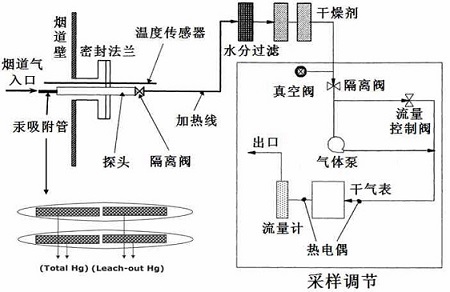 烟道壁
密封法兰
温度传感器
水分过滤
干燥剂
烟道气
入口
汞吸附管
探头
隔离阀
加热线
真空阀
隔离阀
流量
控制阀
气体泵
出口
干气表
流量计
热电偶
采样调节
(Total Hg) (Leach-out Hg)